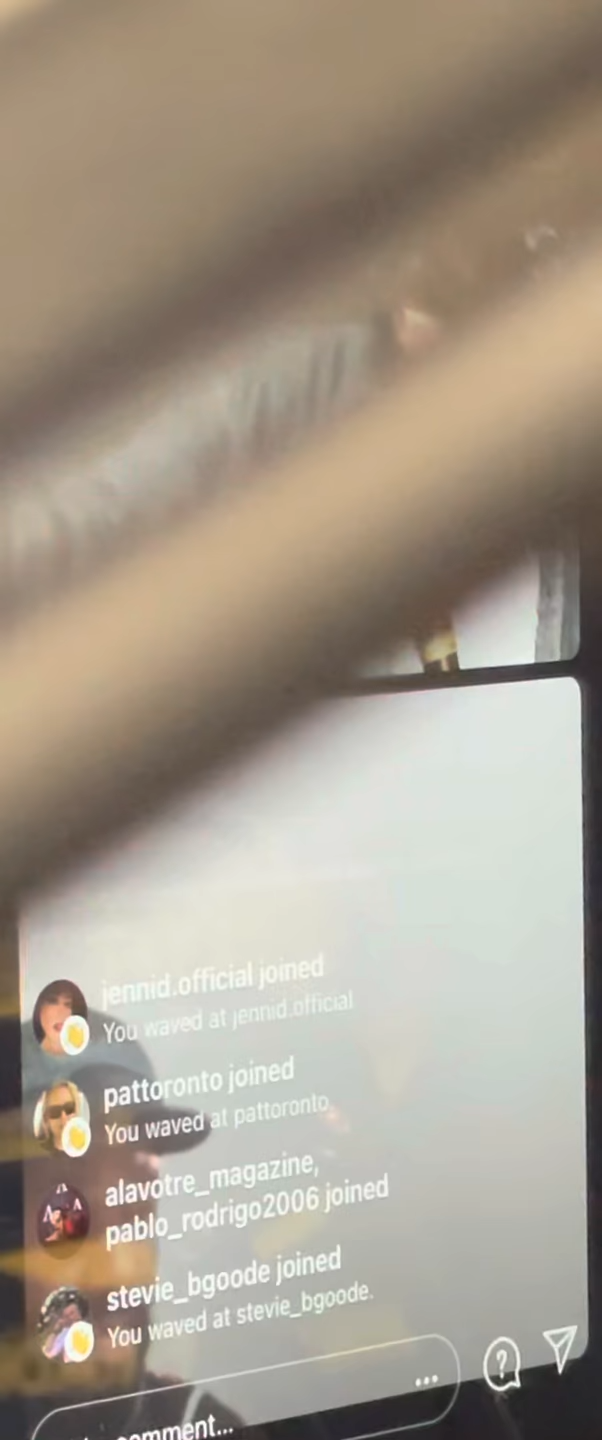 jennid.official joined
You waved at jennid.official
pattoronto joined
You waved at pattoronto
alavotre_magazine,
pablo_rodrigo2006 joined
stevie_bgoode joined
You waved at stevie_bgoode.
comment...